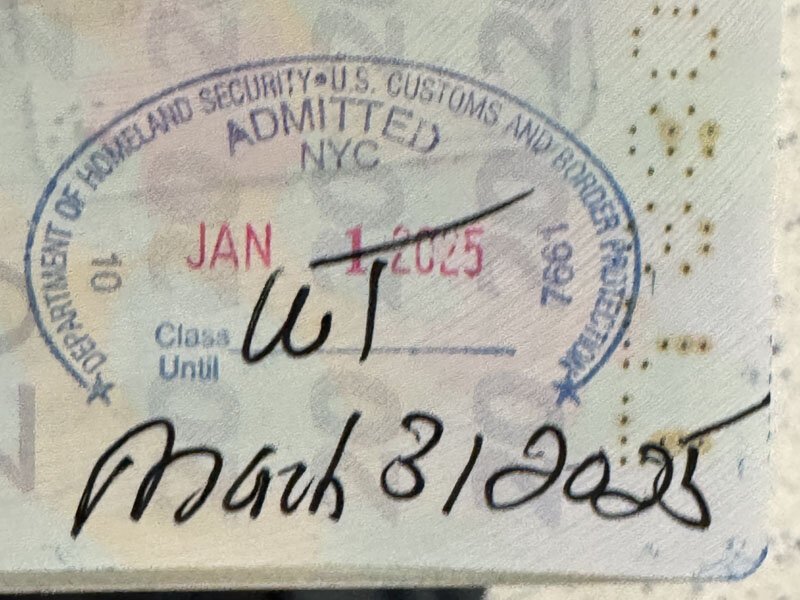 DEPARTMENT OF HOMELAND SECURITY • U.S. CUSTOMS AND BORDER PROTECTION
ADMITTED
NYC
10
JAN 1 2025
7661
Class WT
Until
March 31 2025